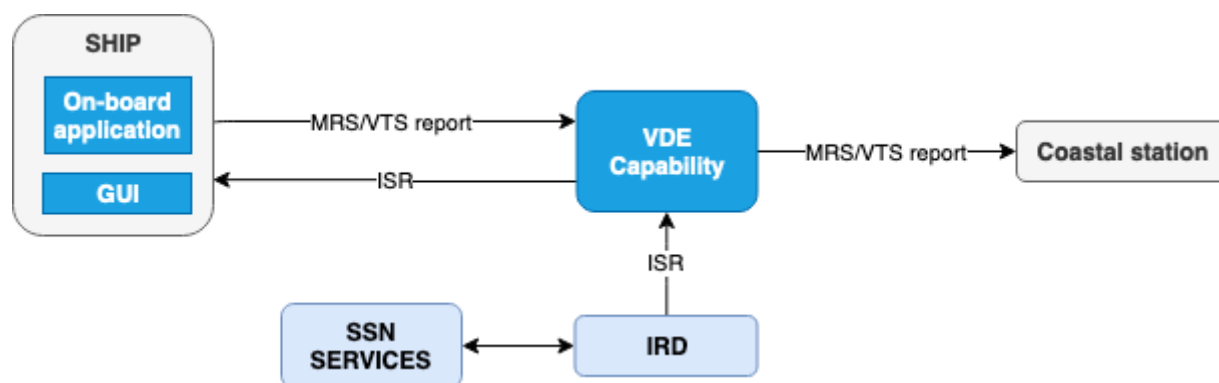 SHIP
On-board
application
GUI
MRS/VTS report
ISR
VDE
Capability
MRS/VTS report
Coastal station
ISR
SSN
SERVICES
IRD